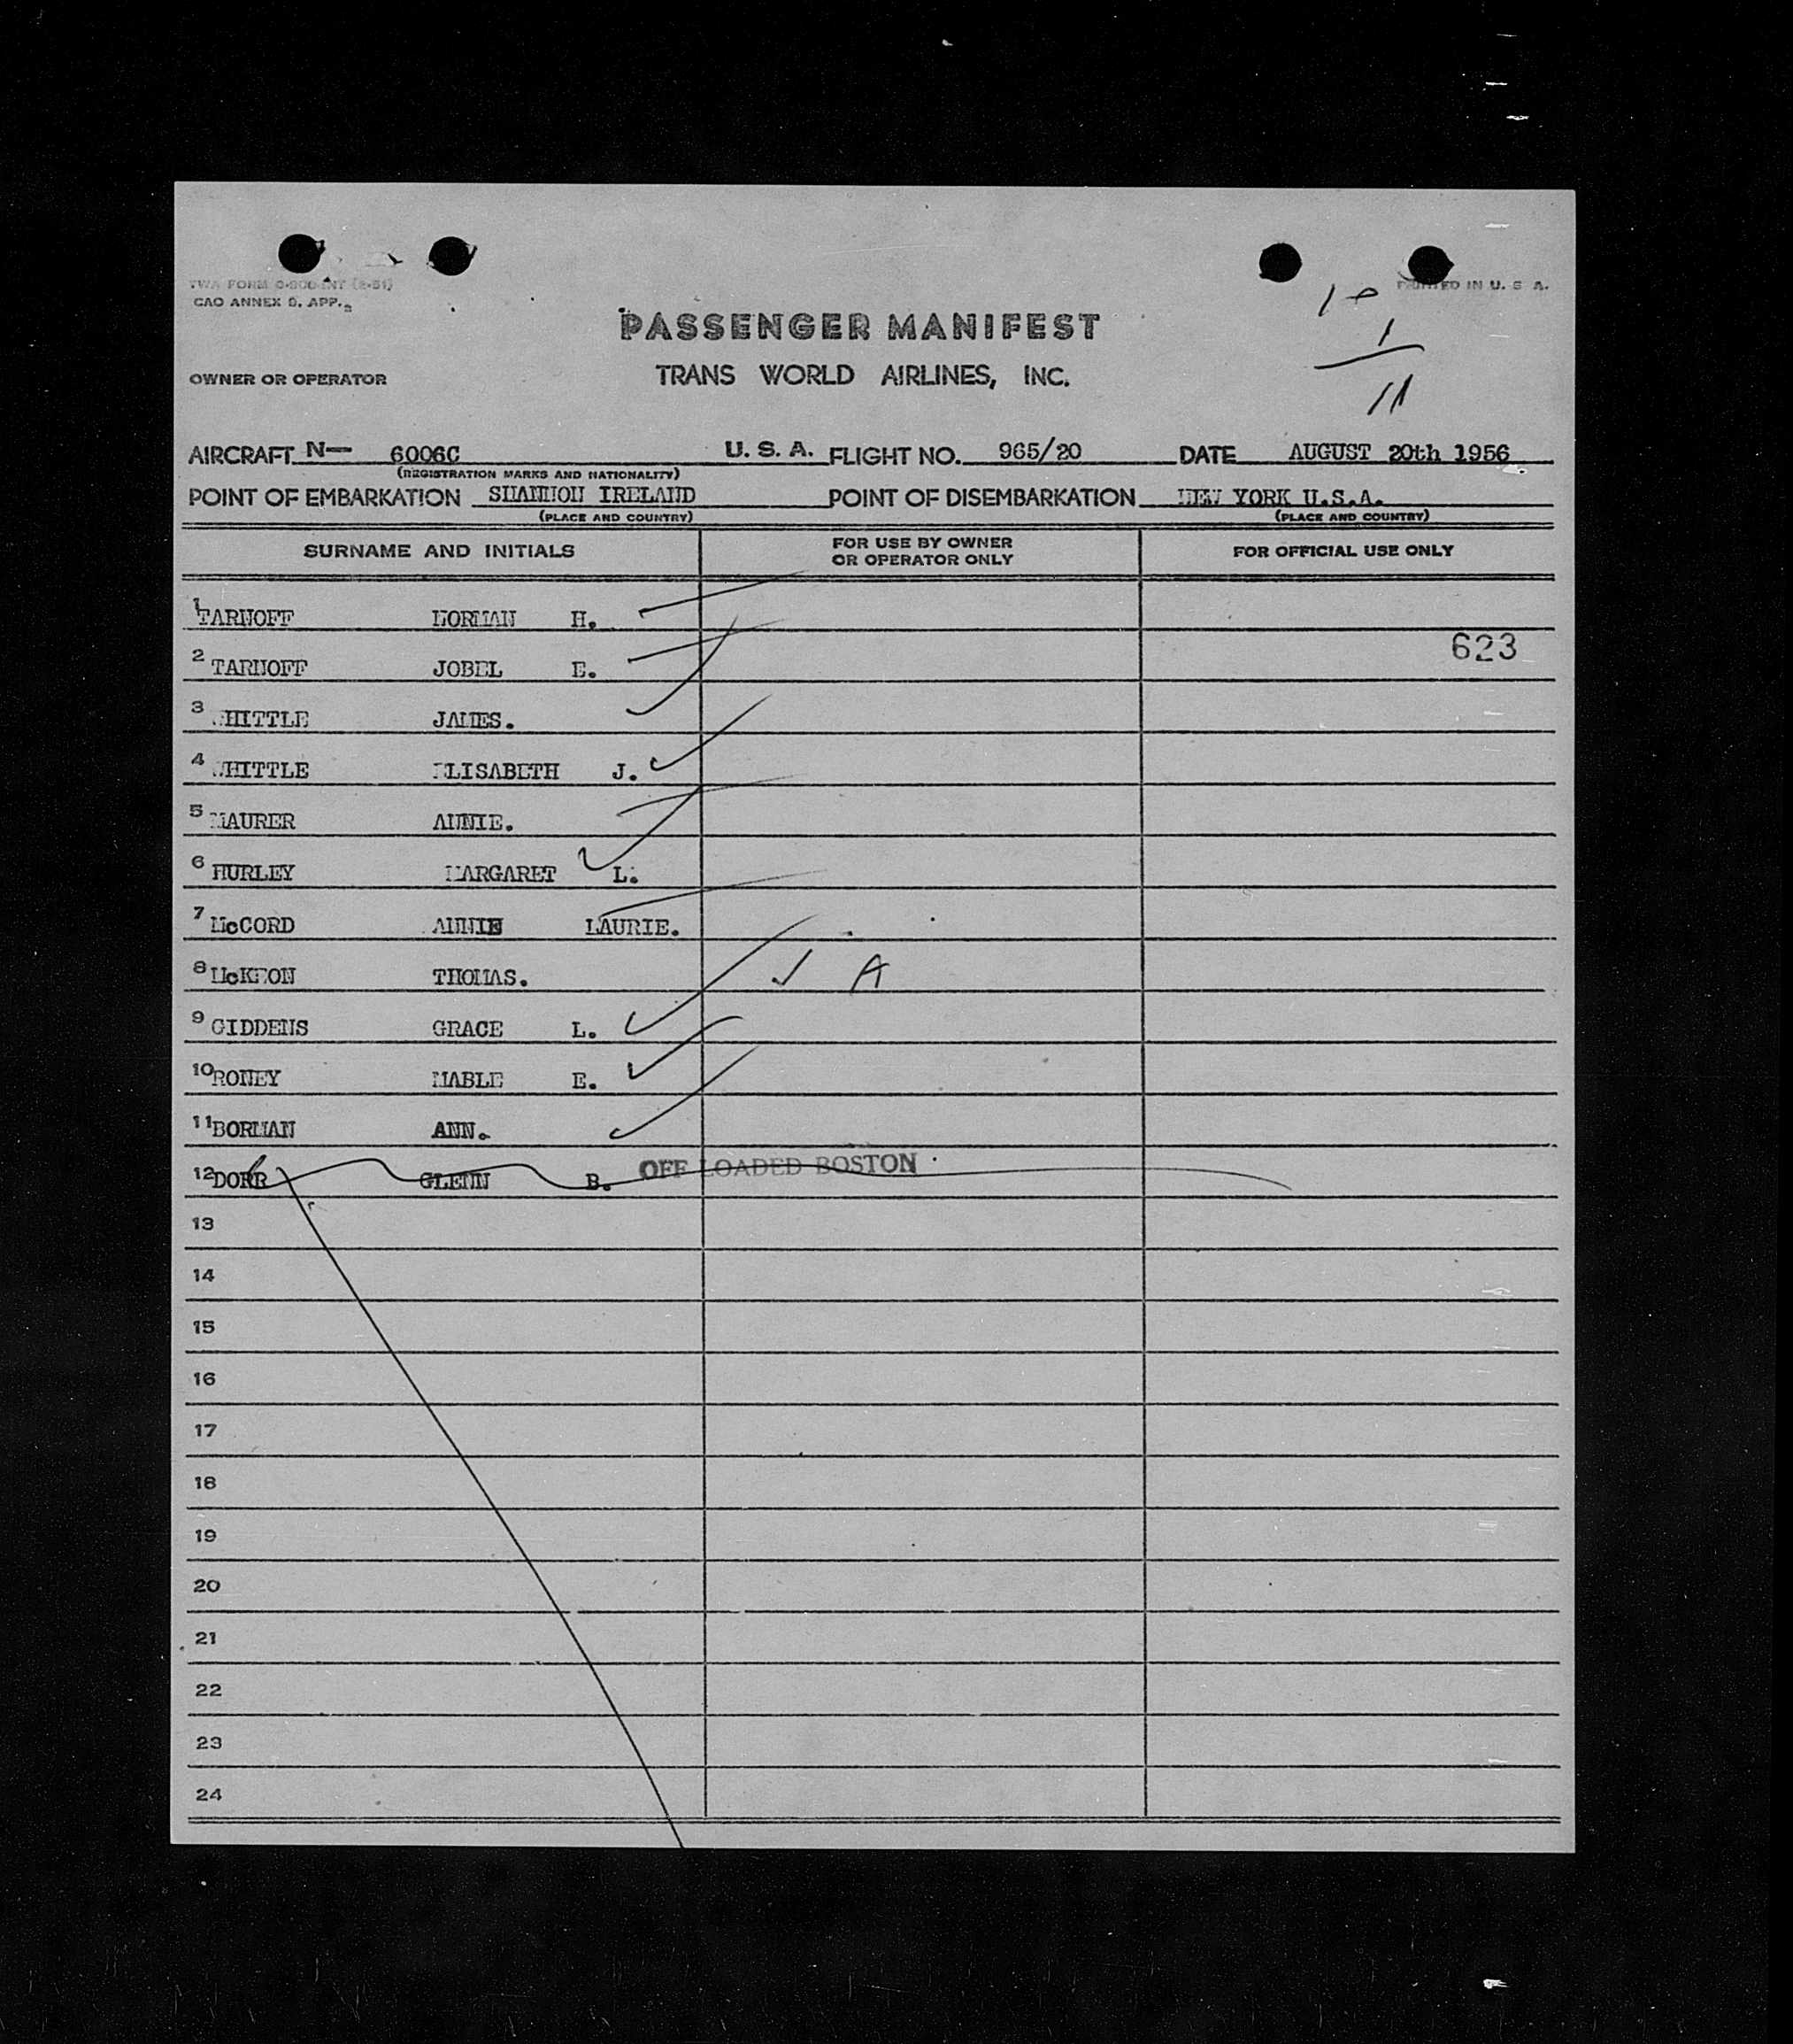 TWA FORM O-900-INT (2-51)
CAO ANNEX 9. APP. 2
PRINTED IN U. S. A.
PASSENGER MANIFEST
10
1
11
OWNER OR OPERATOR
TRANS WORLD AIRLINES, INC.
AIRCRAFT N— 6006C U. S. A. FLIGHT NO. 965/20 DATE AUGUST 20th 1956
(REGISTRATION MARKS AND NATIONALITY)
POINT OF EMBARKATION SHANNON IRELAND POINT OF DISEMBARKATION NEW YORK U.S.A.
(PLACE AND COUNTRY) (PLACE AND COUNTRY)
SURNAME AND INITIALS FOR USE BY OWNER OR OPERATOR ONLY FOR OFFICIAL USE ONLY
1 TARNOFF NORMAN H.
623
2 TARNOFF JOBEL E.
3 WHITTLE JAMES.
4 WHITTLE ELISABETH J.
5 MAURER ANNIE.
6 HURLEY MARGARET L.
7 McCORD ANNIE LAURIE.
8 McKEON THOMAS. ✓ A
9 GIDDENS GRACE L.
10 RONEY MABLE E.
11 BORMAN ANN.
12 DORR GLENN B. OFF LOADED BOSTON
13
14
15
16
17
18
19
20
21
22
23
24